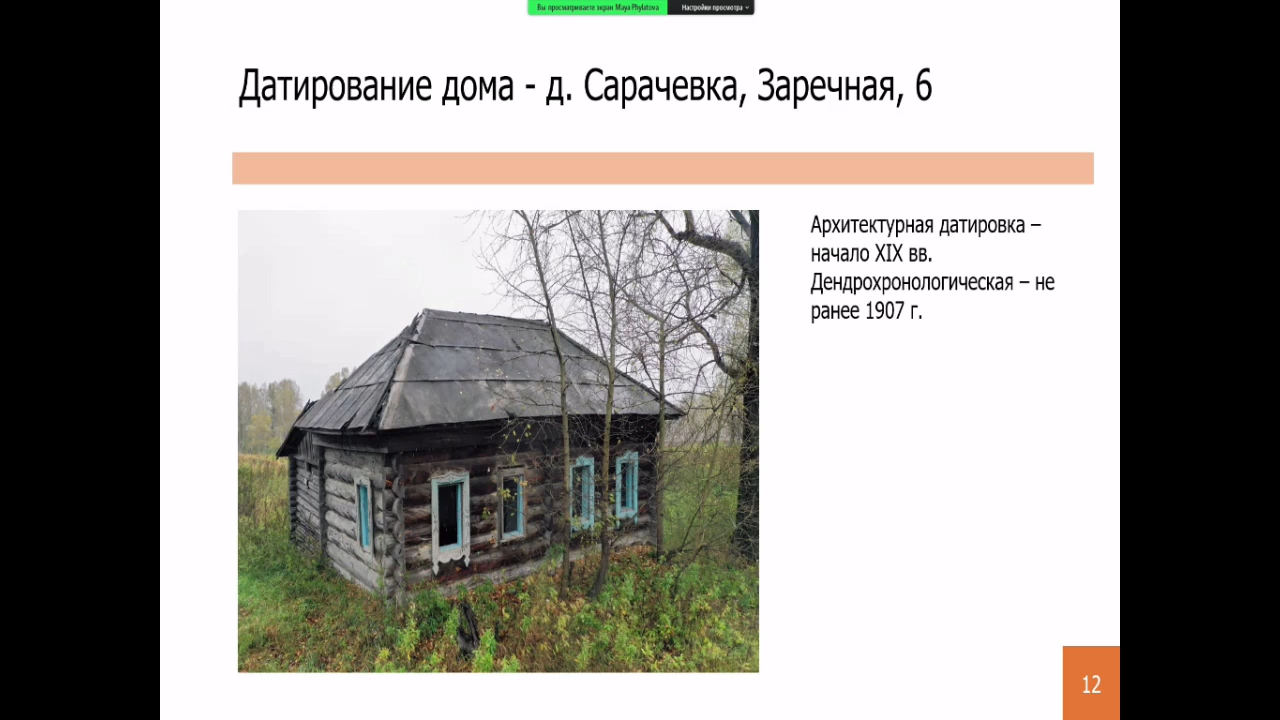 Вы просматриваете экран Maya Phylatova
Настройки просмотра
Датирование дома - д. Сарачевка, Заречная, 6
Архитектурная датировка –
начало XIX вв.
Дендрохронологическая – не
ранее 1907 г.
12